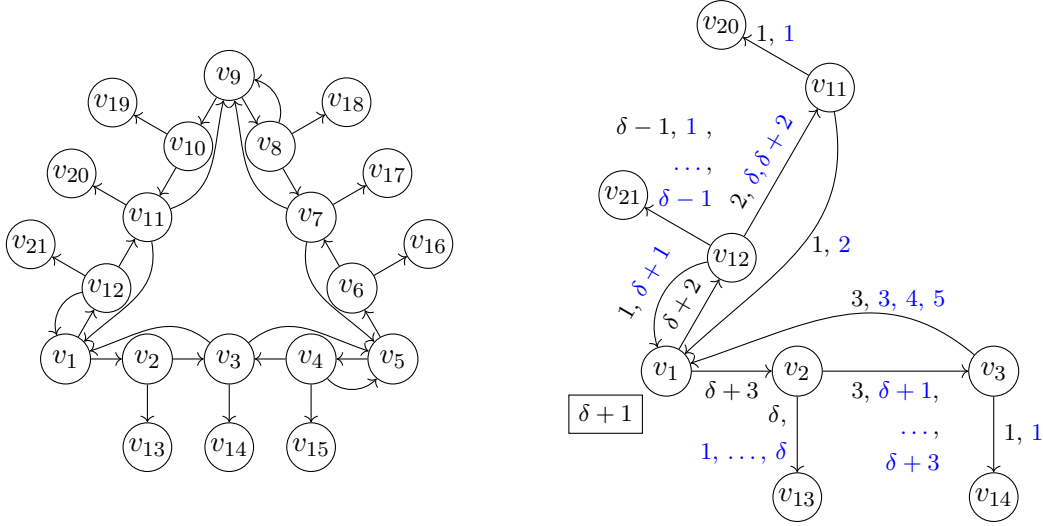 v9
v19
v18
v10
v8
v20
v17
v11
v7
v21
v16
v12
v6
v1
v2
v3
v4
v5
v13
v14
v15
v20
1, 1
v11
δ − 1, 1 ,
. . . ,
δ − 1
2, δ, δ + 2
v21
v12
1, 2
1, δ + 1
δ + 2
3, 3, 4, 5
v1
v2
v3
δ + 1
δ + 3
δ,
1, . . . , δ
3, δ + 1,
. . . ,
δ + 3
1, 1
v13
v14